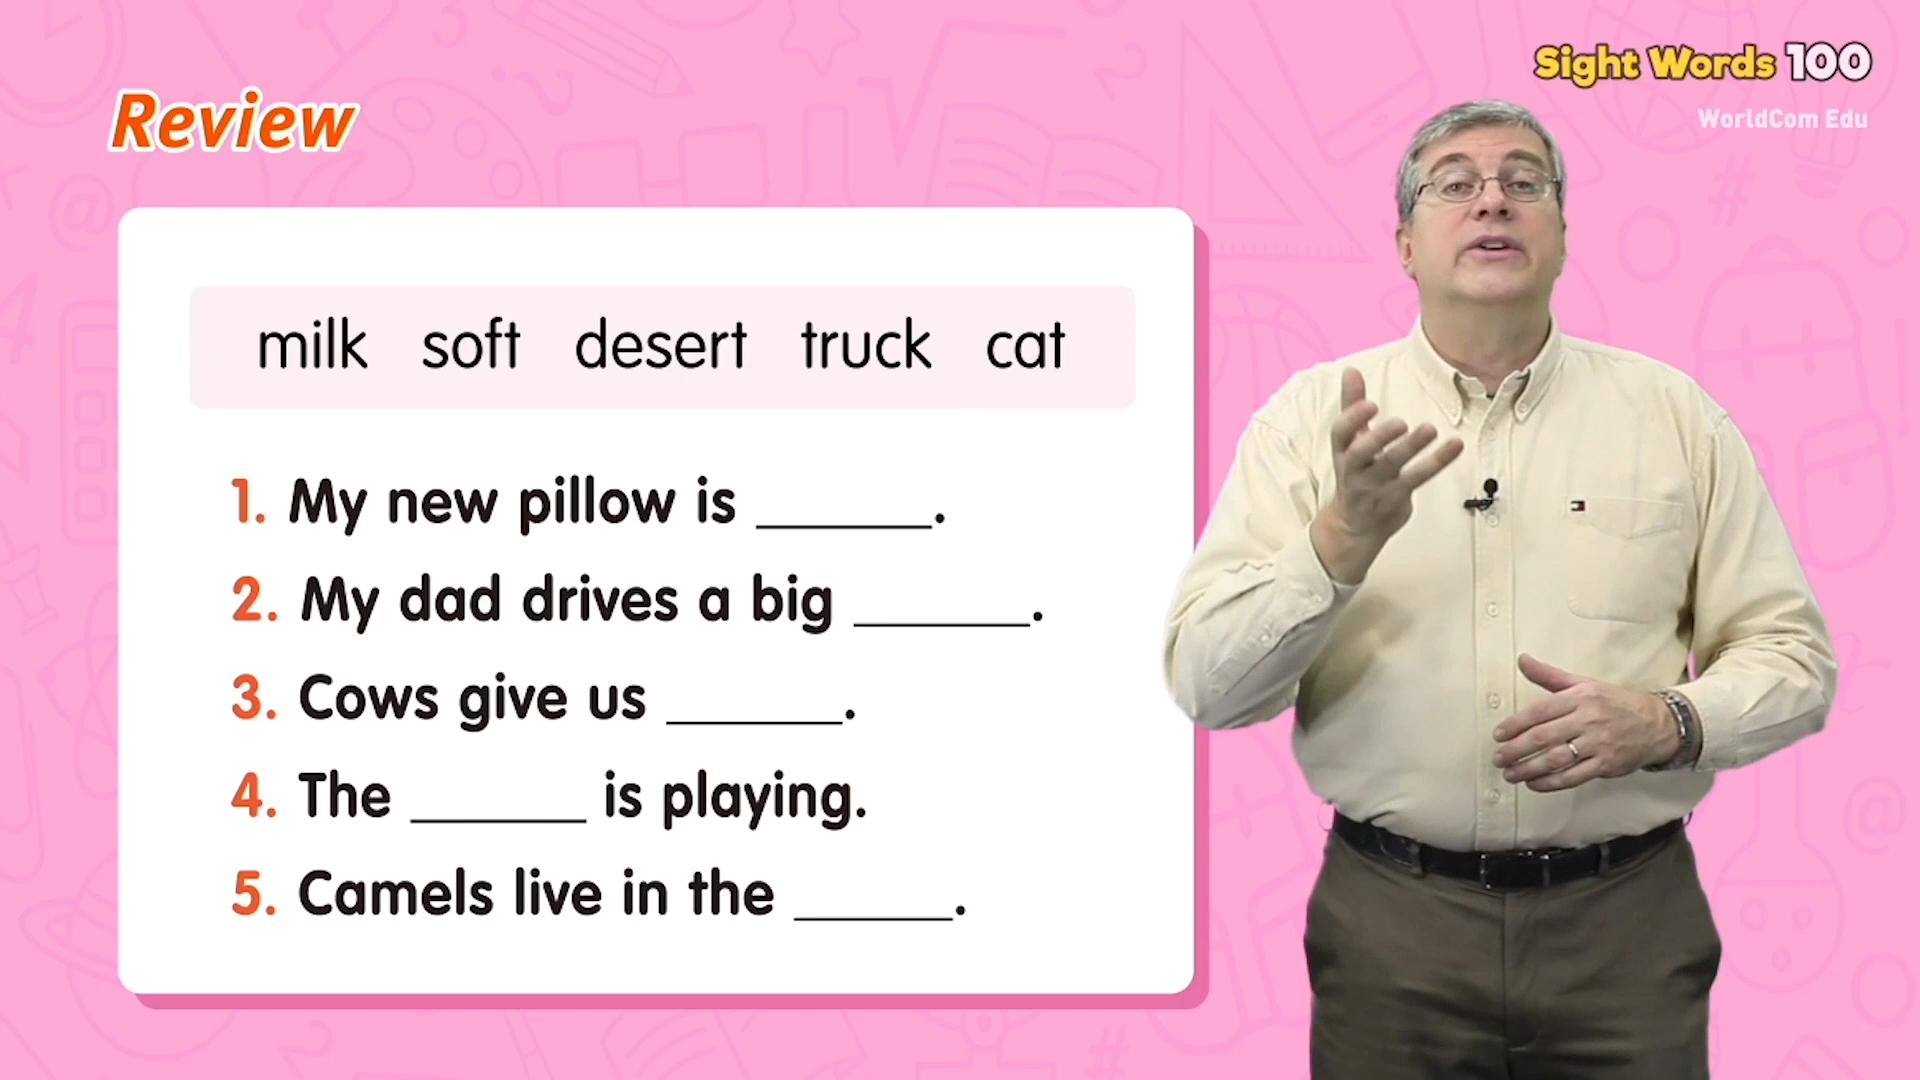 Sight Words 100
WorldCom Edu
Review
milk soft desert truck cat
1. My new pillow is ______.
2. My dad drives a big ______.
3. Cows give us ______.
4. The ______ is playing.
5. Camels live in the ______.